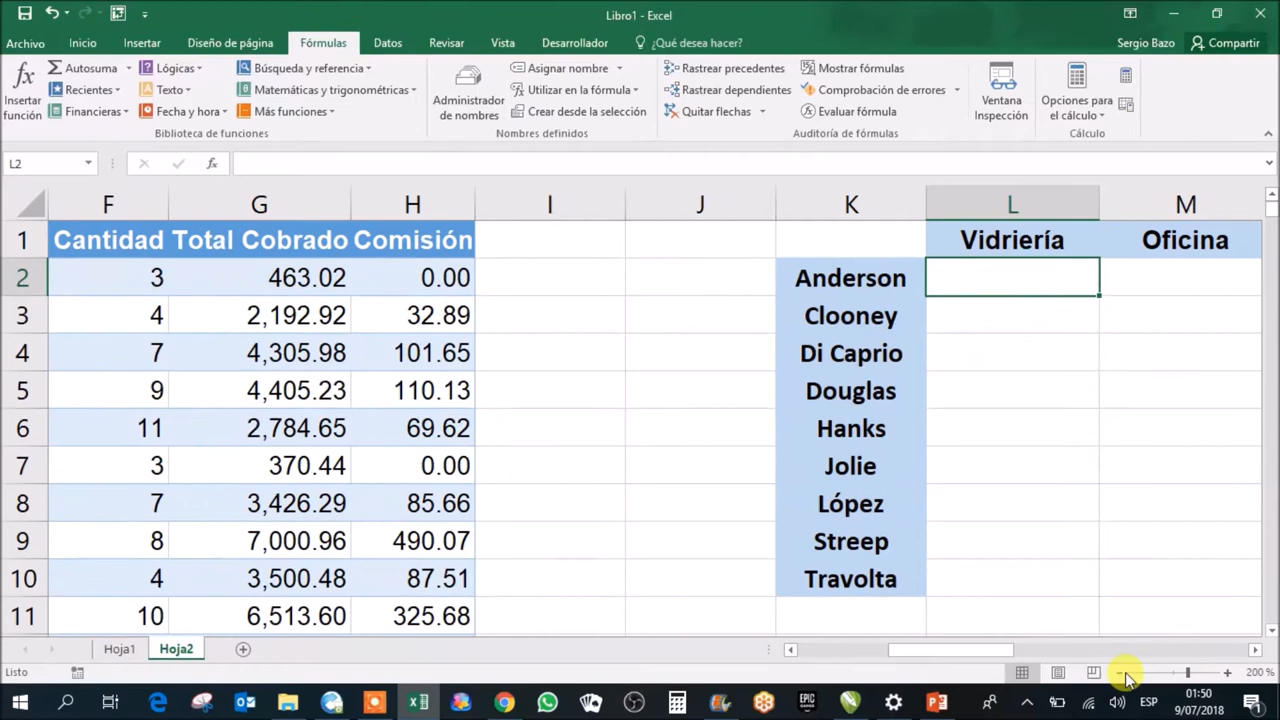 Libro1 - Excel
Archivo Inicio Insertar Diseño de página Fórmulas Datos Revisar Vista Desarrollador ¿Qué desea hacer? Sergio Bazo Compartir
fx Insertar función
Autosuma Lógicas Búsqueda y referencia
Recientes Texto Matemáticas y trigonométricas
Financieras Fecha y hora Más funciones
Biblioteca de funciones
Administrador de nombres
Asignar nombre
Utilizar en la fórmula
Crear desde la selección
Nombres definidos
Rastrear precedentes Mostrar fórmulas
Rastrear dependientes Comprobación de errores
Quitar flechas Evaluar fórmula
Auditoría de fórmulas
Ventana Inspección
Opciones para el cálculo
Cálculo
L2 fx
F G H I J K L M
1 Cantidad Total Cobrado Comisión Vidriería Oficina
2 3 463.02 0.00 Anderson
3 4 2,192.92 32.89 Clooney
4 7 4,305.98 101.65 Di Caprio
5 9 4,405.23 110.13 Douglas
6 11 2,784.65 69.62 Hanks
7 3 370.44 0.00 Jolie
8 7 3,426.29 85.66 López
9 8 7,000.96 490.07 Streep
10 4 3,500.48 87.51 Travolta
11 10 6,513.60 325.68
Hoja1 Hoja2
Listo 200 %
ESP 01:50
9/07/2018